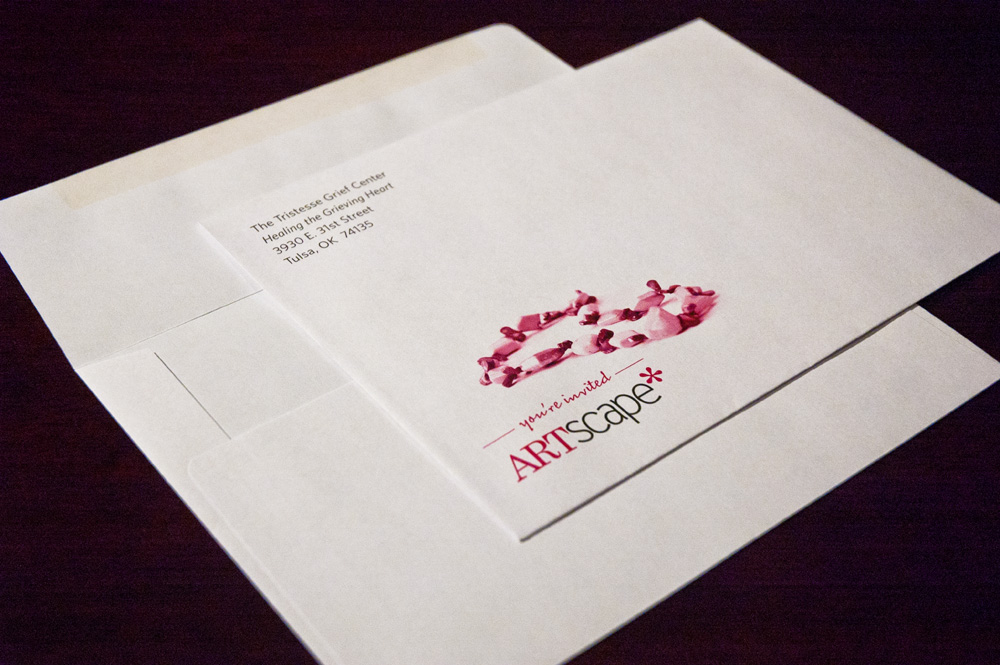 The Tristesse Grief Center
Healing the Grieving Heart
3930 E. 31st Street
Tulsa, OK 74135
you're invited
ARTscape*